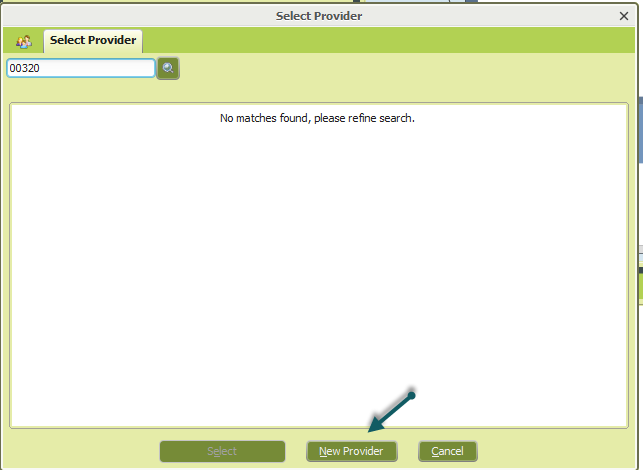 Select Provider
Select Provider
00320
No matches found, please refine search.
Select New Provider Cancel